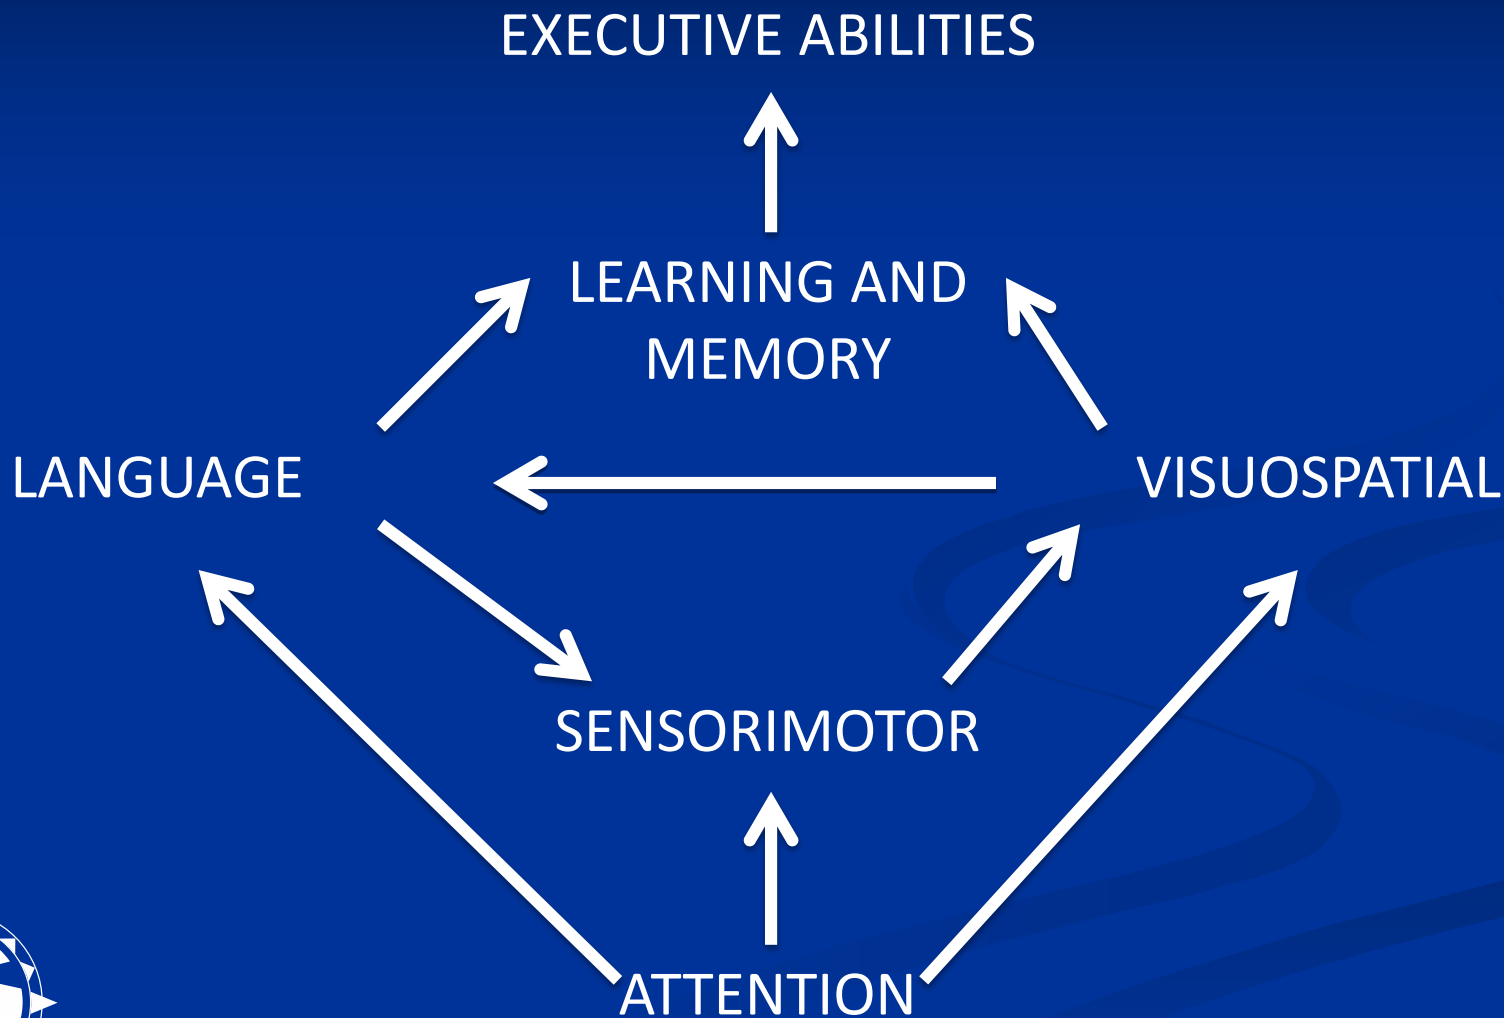 EXECUTIVE ABILITIES
LEARNING AND
MEMORY
LANGUAGE
VISUOSPATIAL
SENSORIMOTOR
ATTENTION